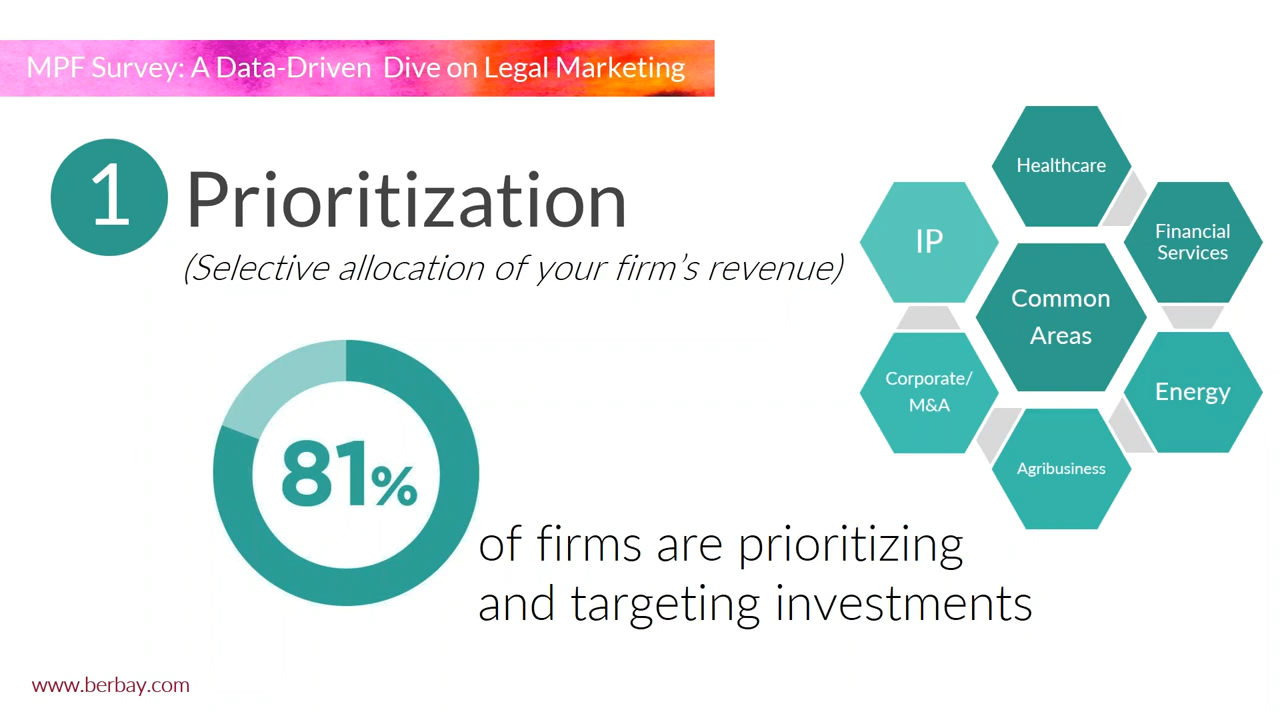 MPF Survey: A Data-Driven Dive on Legal Marketing
1
Prioritization
(Selective allocation of your firm's revenue)
81%
of firms are prioritizing
and targeting investments
Common
Areas
Healthcare
Financial
Services
Energy
Agribusiness
Corporate/
M&A
IP
www.berbay.com